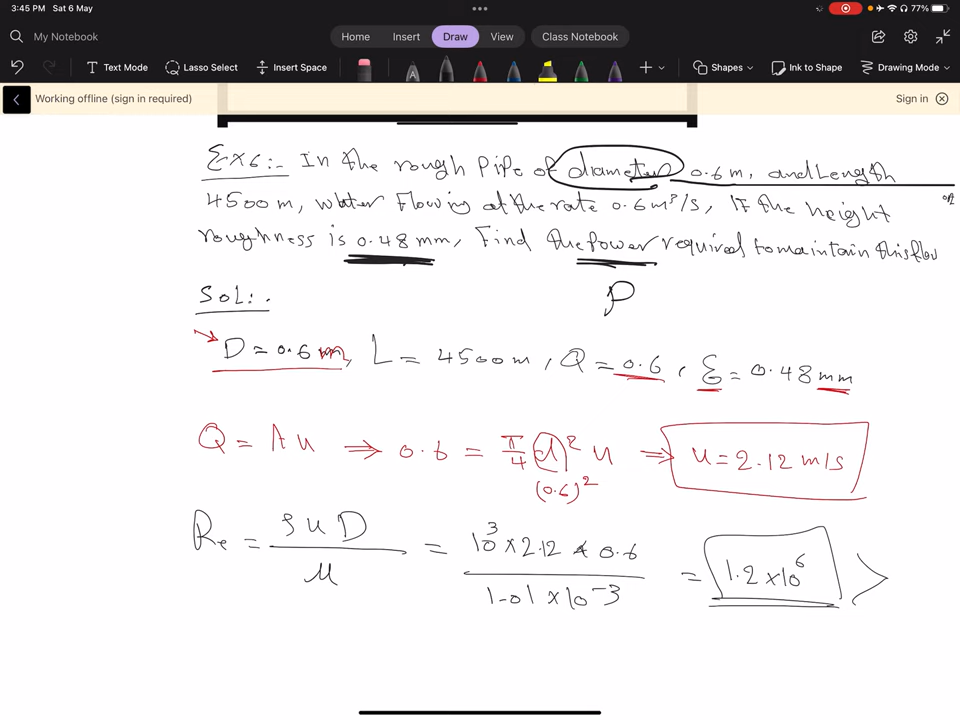 3:45 PM Sat 6 May 77%
My Notebook Home Insert Draw View Class Notebook
Text Mode Lasso Select Insert Space Shapes Ink to Shape Drawing Mode
Working offline (sign in required) Sign in
Ex6:- In the rough pipe of diameter 0.6 m, and Length
4500 m, water Flowing at the rate 0.6 m³/s, If the height
roughness is 0.48 mm, Find the power required to maintain this flow
P
Sol:.
D = 0.6 m, L = 4500 m, Q = 0.6, ε = 0.48 mm
Q = A u ⇒ 0.6 = π/4 d² u ⇒ u = 2.12 m/s
(0.6)²
Re = ρ u D / μ = 10³ × 2.12 × 0.6 / 1.01 × 10⁻³ = 1.2 × 10⁶ >